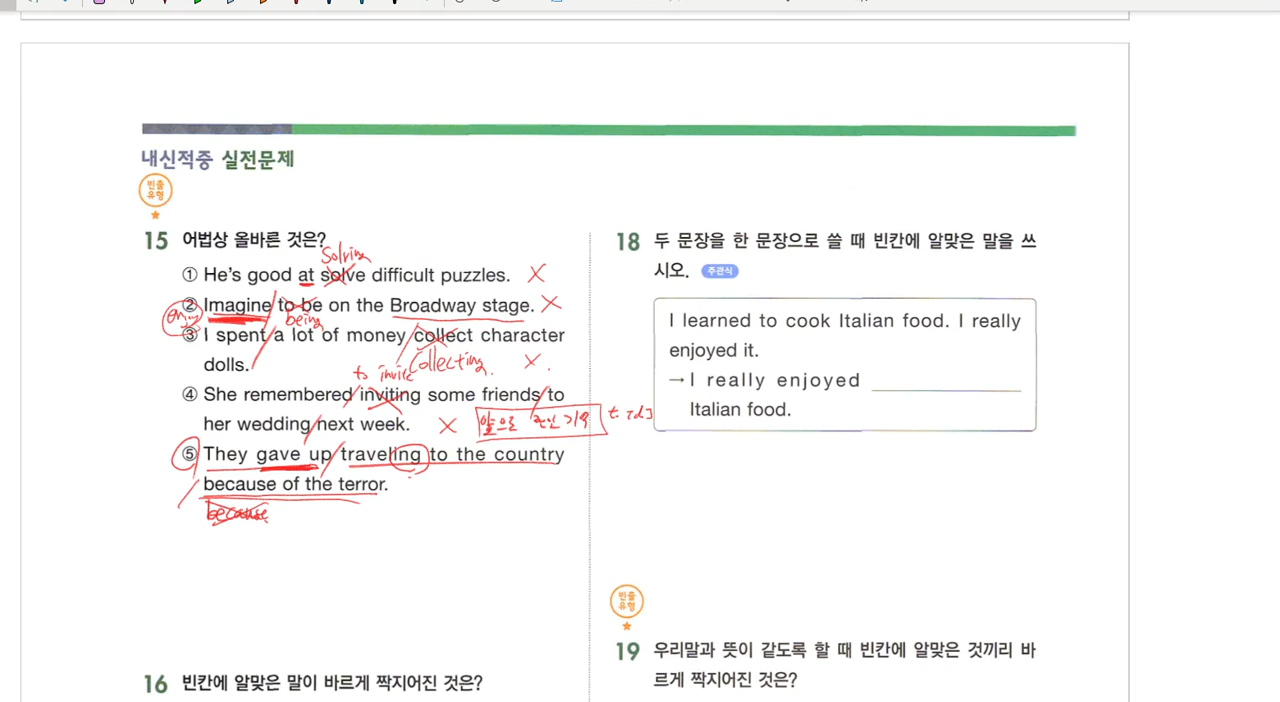 내신적중 실전문제
빈출
유형
15 어법상 올바른 것은?
solving
① He's good at solve difficult puzzles. X
② Imagine to be on the Broadway stage. X
enjoy
being
③ I spent a lot of money collect character
dolls.
collecting X
to invite
④ She remembered inviting some friends to
her wedding next week. X
앞으로
⑤ They gave up traveling to the country
because of the terror.
because
16 빈칸에 알맞은 말이 바르게 짝지어진 것은?
18 두 문장을 한 문장으로 쓸 때 빈칸에 알맞은 말을 쓰
시오. 주관식
I learned to cook Italian food. I really
enjoyed it.
→ I really enjoyed
Italian food.
빈출
유형
19 우리말과 뜻이 같도록 할 때 빈칸에 알맞은 것끼리 바
르게 짝지어진 것은?